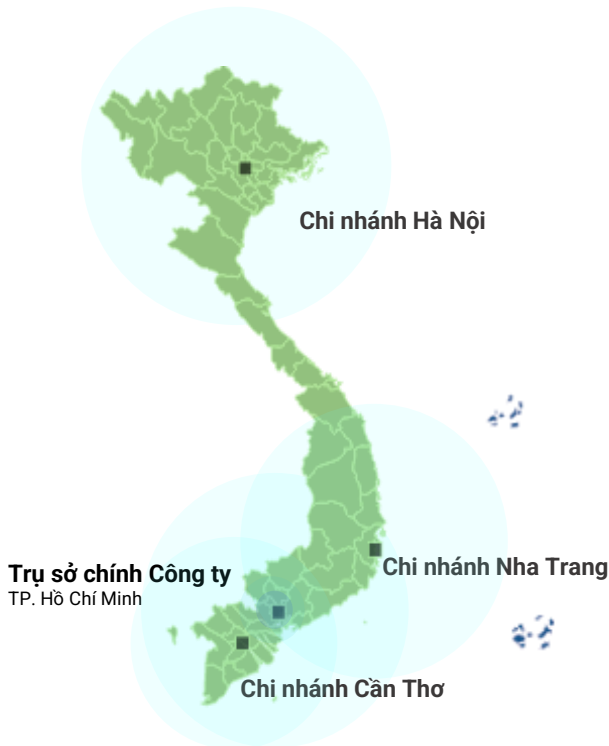 Chi nhánh Hà Nội
Chi nhánh Nha Trang
Trụ sở chính Công ty
TP. Hồ Chí Minh
Chi nhánh Cần Thơ